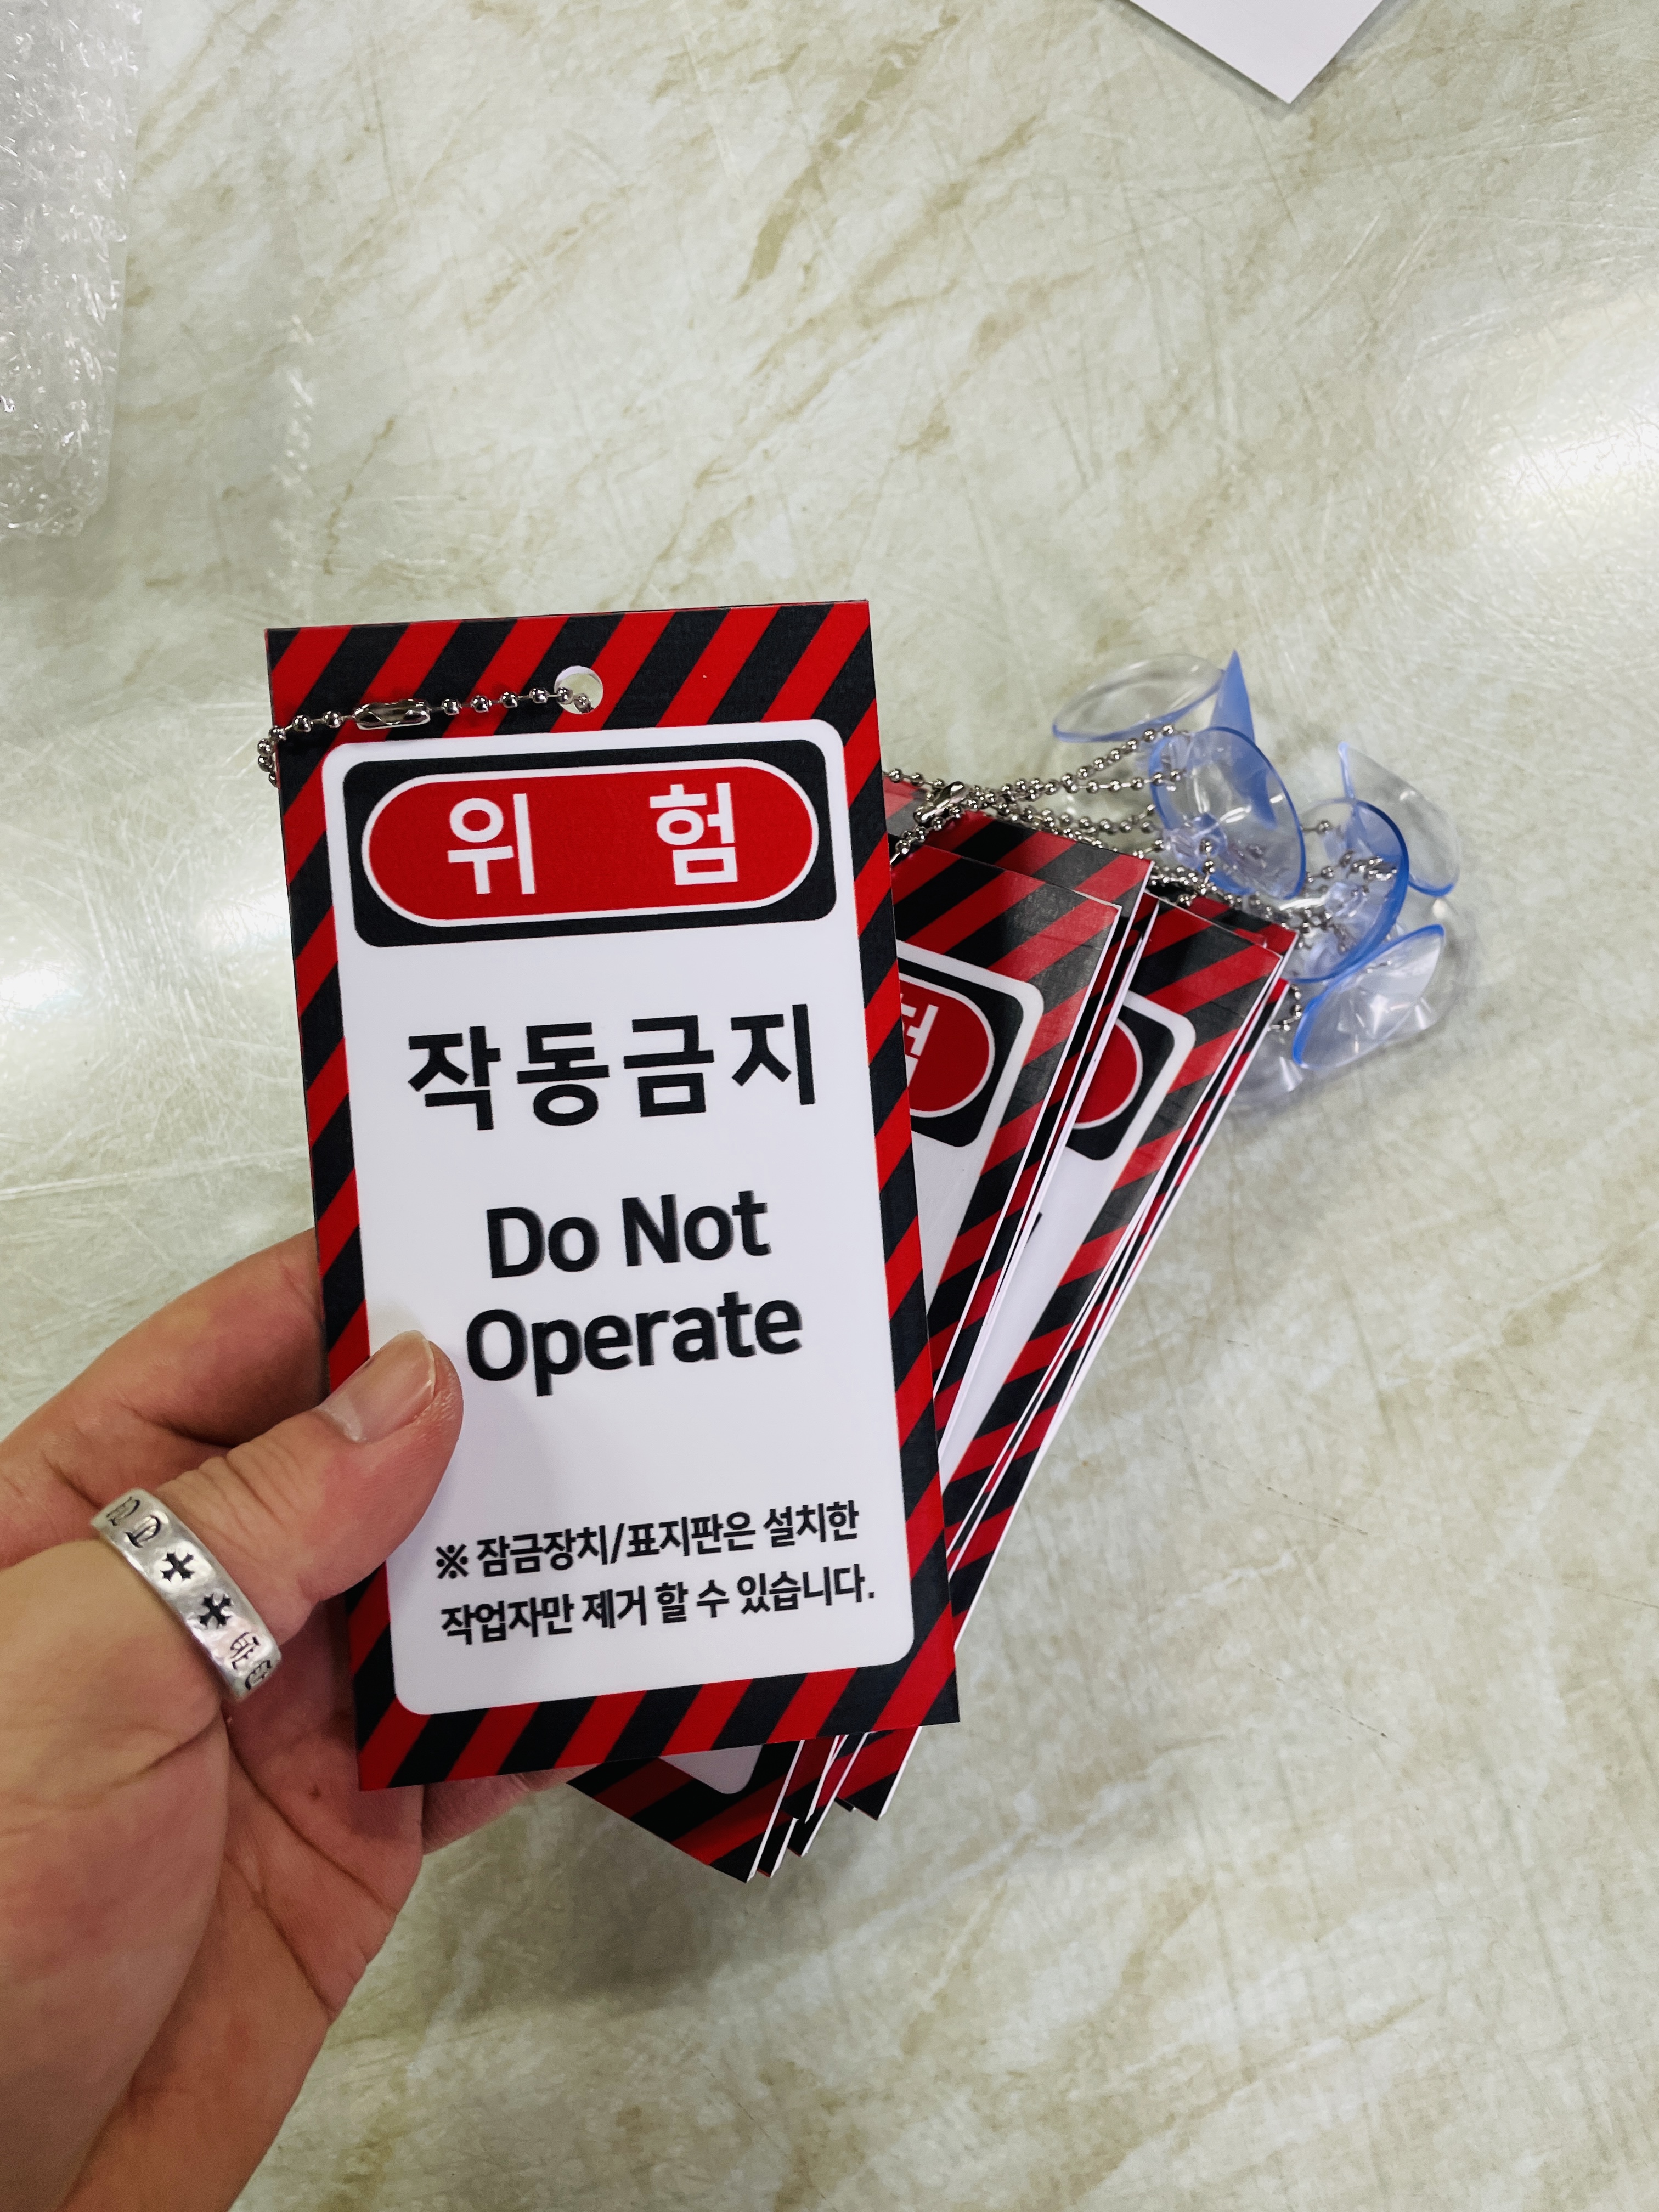 위 험
작동금지
Do Not
Operate
※ 잠금장치/표지판은 설치한
작업자만 제거 할 수 있습니다.